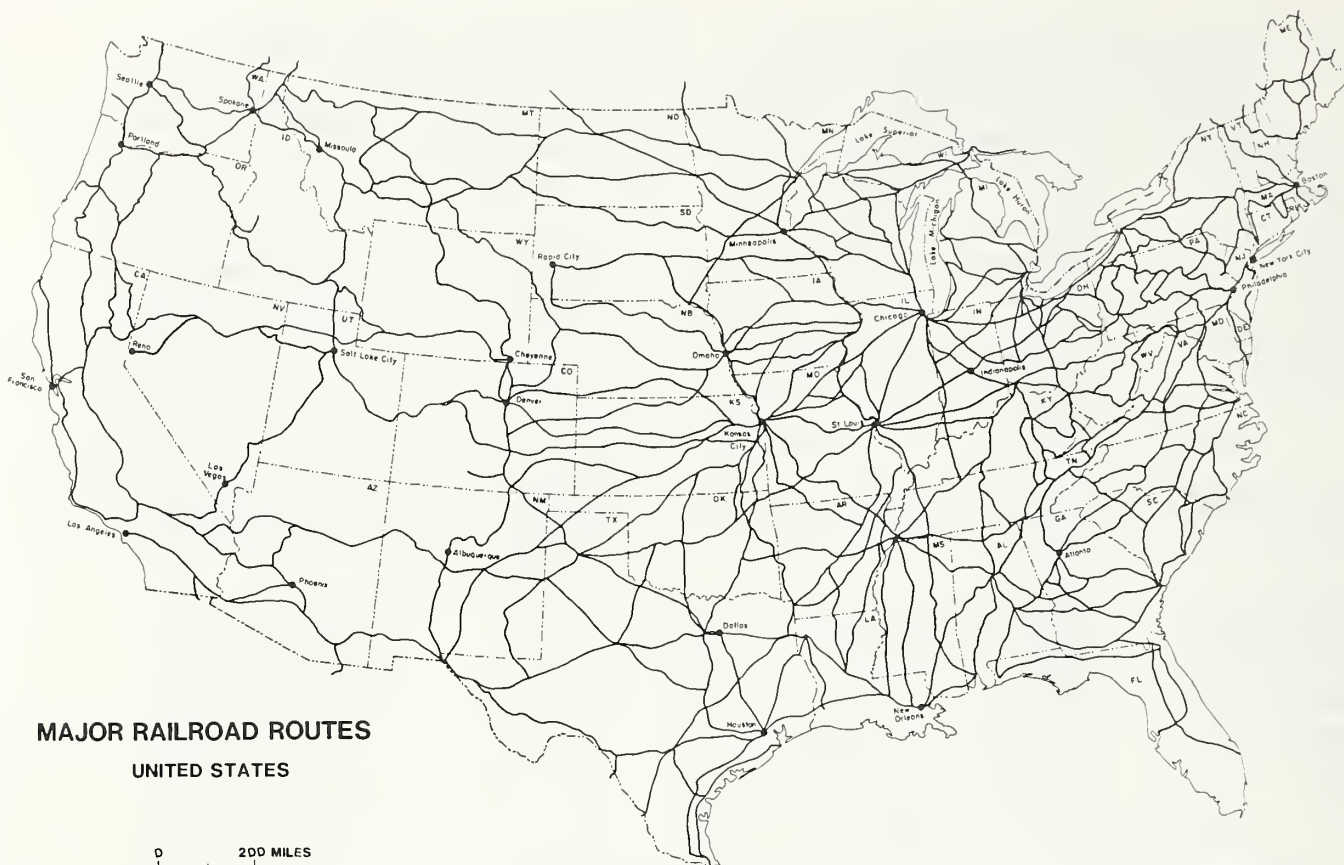 ME
Seattle
WA
Spokane
MT
ND
MN
Lake Superior
NY
VT
NH
Portland
ID
OR
Missoula
WI
MI
Lake Huron
Boston
MA
CT
RI
SD
Lake Michigan
PA
WY
Minneapolis
NJ
New York City
Rapid City
Philadelphia
CA
IA
OH
NV
UT
NB
IL
IN
Chicago
MD
DE
Reno
Salt Lake City
Cheyenne
Omaha
WV
VA
San
Francisco
CO
MO
Indianapolis
Denver
KS
KY
NC
Kansas
City
St Loui
TN
Las
Vegas
AZ
NM
OK
AR
SC
TX
GA
Los Angeles
Albuquerque
MS
AL
Atlanta
Phoenix
LA
Dallas
FL
New
Orleans
Houston
MAJOR RAILROAD ROUTES
UNITED STATES
0 200 MILES